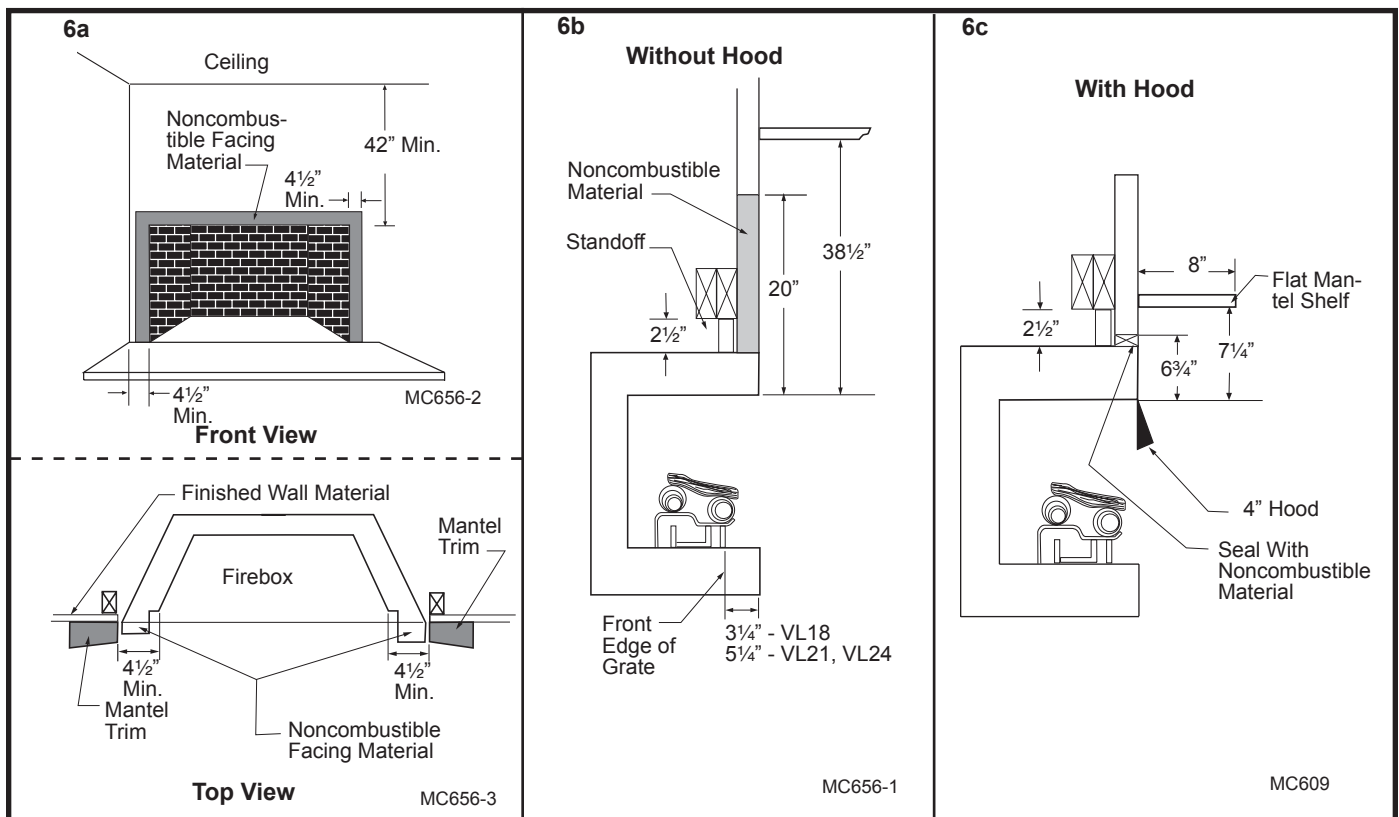 6a
Ceiling
Noncombus-
tible Facing
Material
42” Min.
4½”
Min.
4½”
Min.
MC656-2
Front View
Finished Wall Material
Mantel
Trim
Firebox
4½”
Min.
4½”
Min.
Mantel
Trim
Noncombustible
Facing Material
Top View
MC656-3
6b
Without Hood
Noncombustible
Material
Standoff
38½”
20”
2½”
Front
Edge of
Grate
3¼” - VL18
5¼” - VL21, VL24
MC656-1
6c
With Hood
8”
Flat Man-
tel Shelf
2½”
7¼”
6¾”
4” Hood
Seal With
Noncombustible
Material
MC609